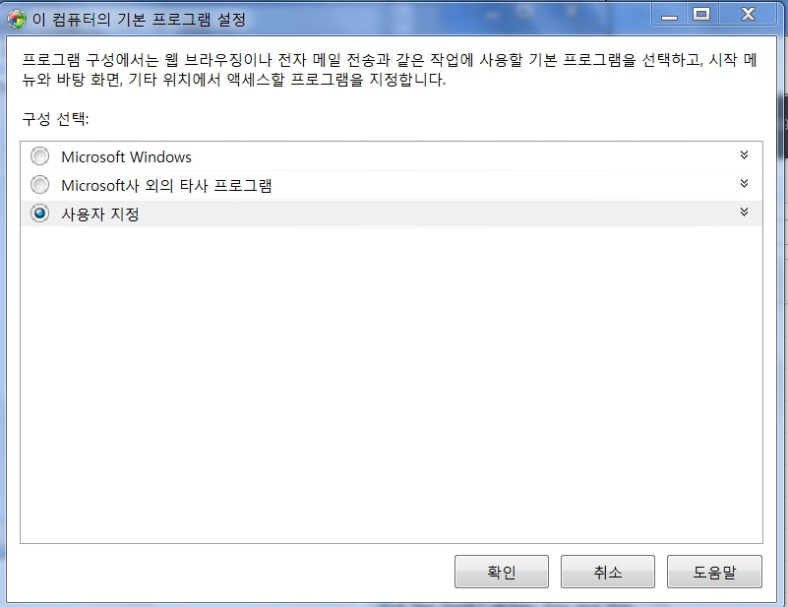 이 컴퓨터의 기본 프로그램 설정
프로그램 구성에서는 웹 브라우징이나 전자 메일 전송과 같은 작업에 사용할 기본 프로그램을 선택하고, 시작 메
뉴와 바탕 화면, 기타 위치에서 액세스할 프로그램을 지정합니다.
구성 선택:
Microsoft Windows
Microsoft사 외의 타사 프로그램
사용자 지정
확인 취소 도움말